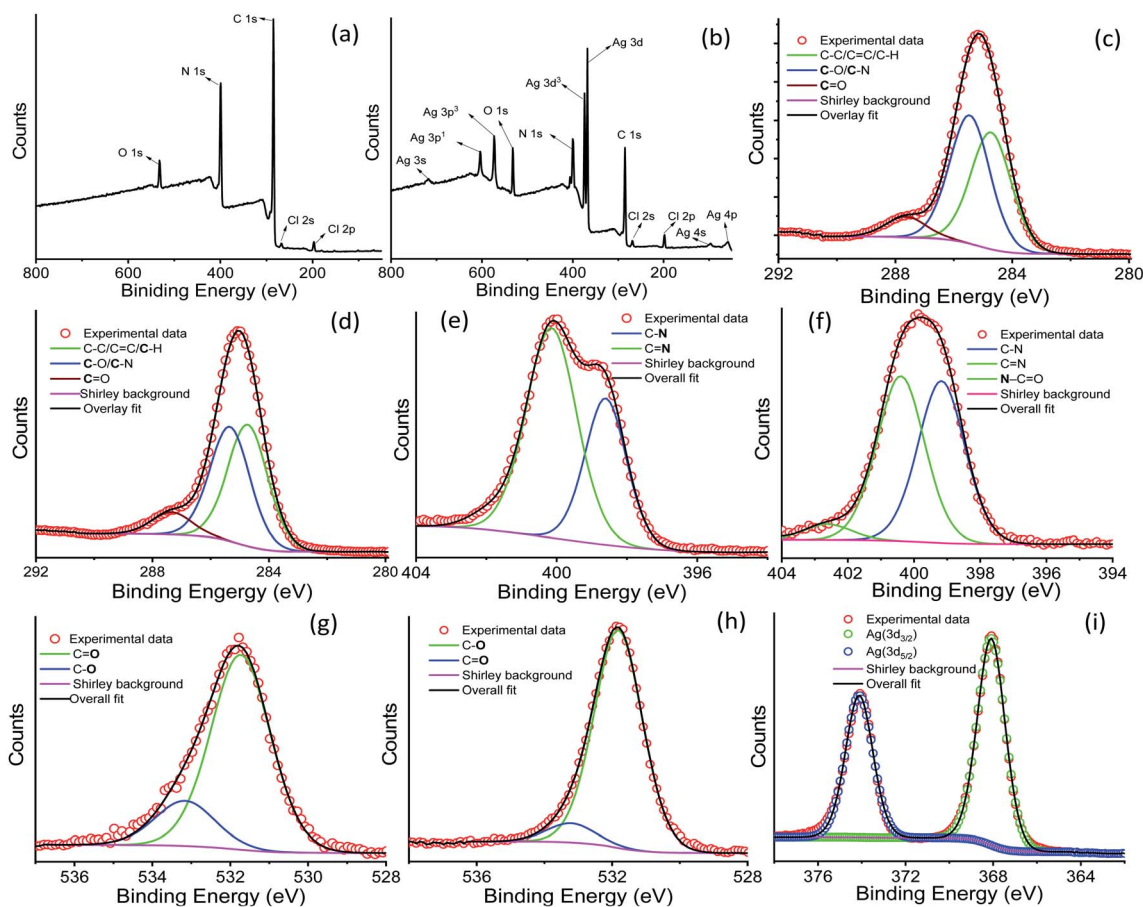 (a)
C 1s
N 1s
O 1s
Cl 2s
Cl 2p
Counts
800
600
400
200
Biniding Energy (eV)
(b)
Ag 3d
Ag 3d³
Ag 3p³
O 1s
Ag 3p¹
N 1s
C 1s
Ag 3s
Cl 2s
Cl 2p
Ag 4p
Ag 4s
Counts
800
600
400
200
Binding Energy (eV)
(c)
Experimental data
C-C/C=C/C-H
C-O/C-N
C=O
Shirley background
Overlay fit
Counts
292
288
284
280
Binding Energy (eV)
(d)
Experimental data
C-C/C=C/C-H
C-O/C-N
C=O
Shirley background
Overlay fit
Counts
292
288
284
280
Binding Engergy (eV)
(e)
Experimental data
C-N
C=N
Shirley background
Overall fit
Counts
404
400
396
Binding Energy (eV)
(f)
Experimental data
C-N
C=N
N–C=O
Shirley background
Overall fit
Counts
404
402
400
398
396
394
Binding Energy (eV)
(g)
Experimental data
C=O
C-O
Shirley background
Overall fit
Counts
536
534
532
530
528
Binding Energy (eV)
(h)
Experimental data
C-O
C=O
Shirley background
Overall fit
Counts
536
532
528
Binding Energy (eV)
(i)
Experimental data
Ag(3d3/2)
Ag(3d5/2)
Shirley background
Overall fit
Counts
376
372
368
364
Binding Energy (eV)